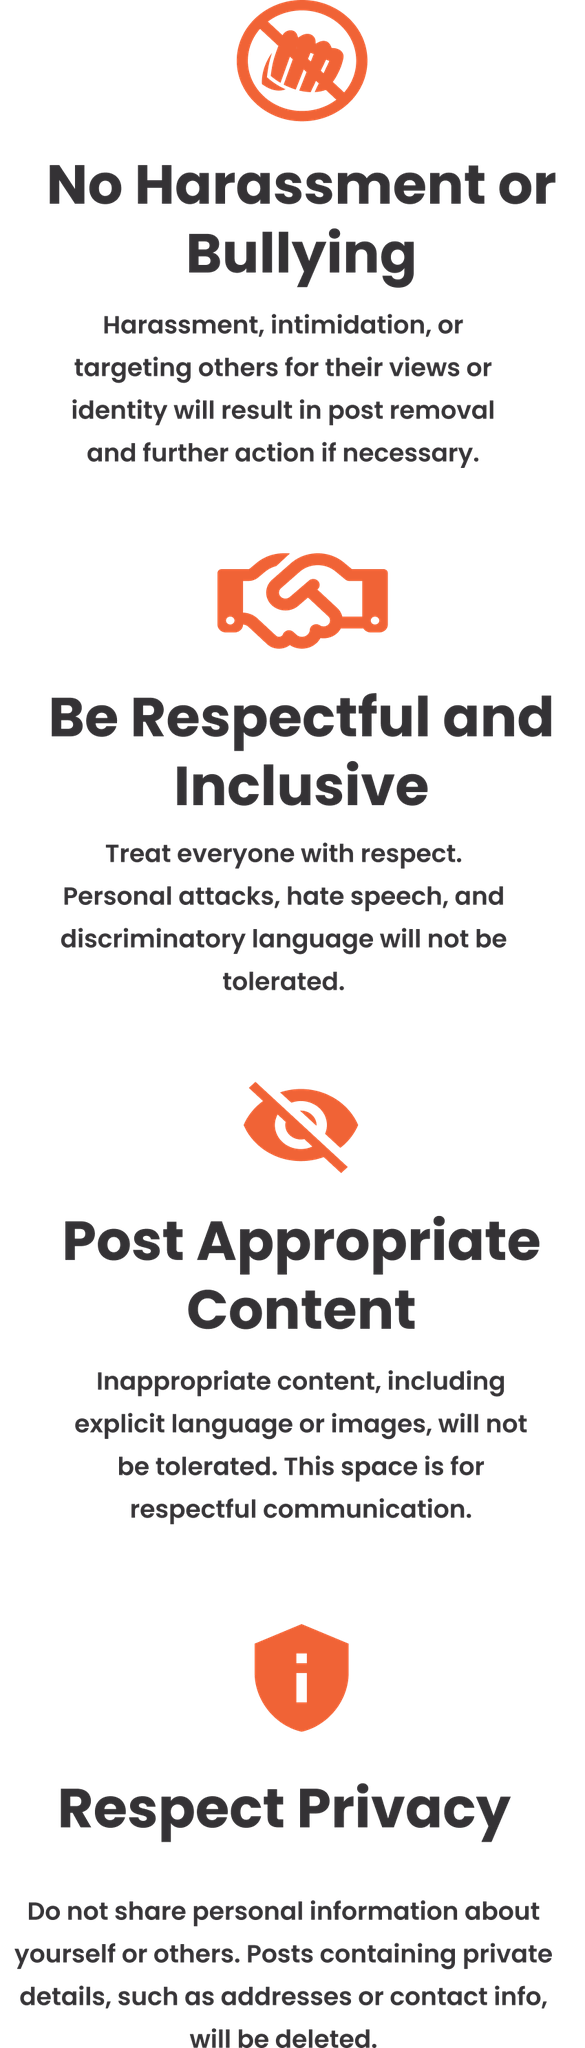 No Harassment or
Bullying
Harassment, intimidation, or
targeting others for their views or
identity will result in post removal
and further action if necessary.
Be Respectful and
Inclusive
Treat everyone with respect.
Personal attacks, hate speech, and
discriminatory language will not be
tolerated.
Post Appropriate
Content
Inappropriate content, including
explicit language or images, will not
be tolerated. This space is for
respectful communication.
Respect Privacy
Do not share personal information about
yourself or others. Posts containing private
details, such as addresses or contact info,
will be deleted.